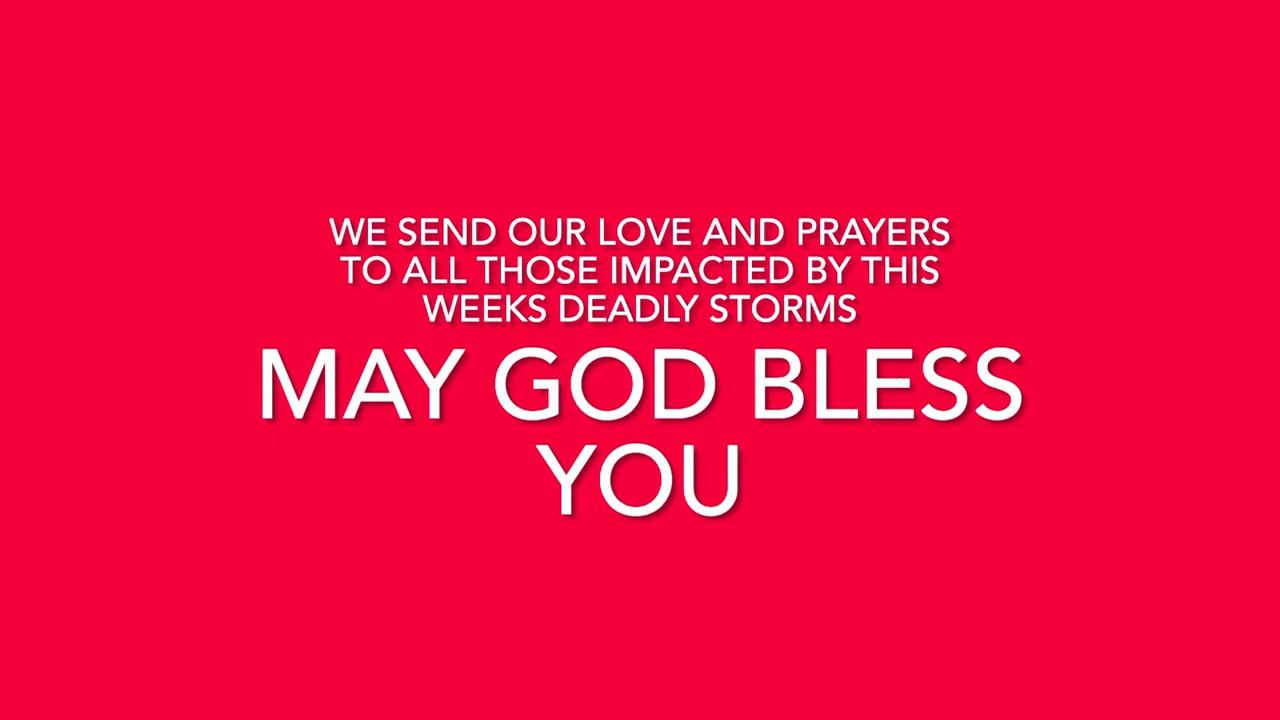 WE SEND OUR LOVE AND PRAYERS
TO ALL THOSE IMPACTED BY THIS
WEEKS DEADLY STORMS
MAY GOD BLESS
YOU